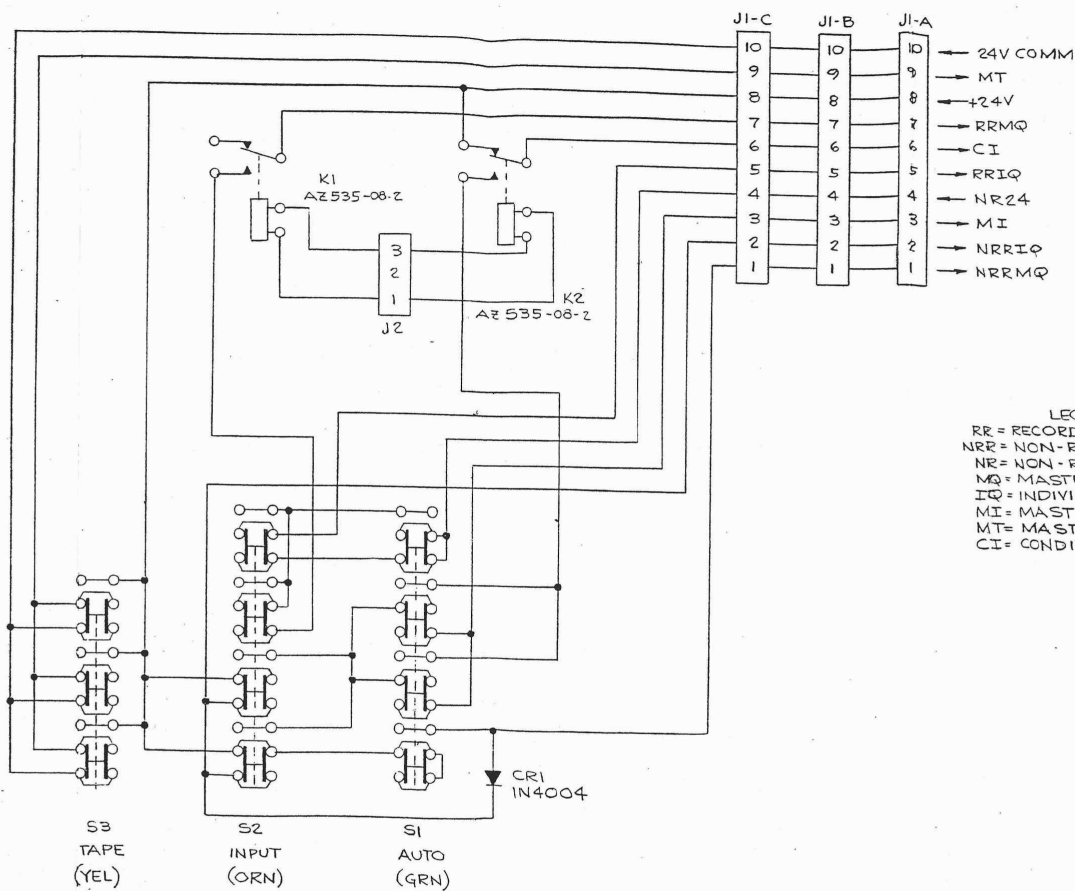 J1-C J1-B J1-A
10 10 10 24V COMM
9 9 9 MT
8 8 8 +24V
7 7 7 RRMQ
6 6 6 CI
5 5 5 RRIQ
4 4 4 NR24
3 3 3 MI
2 2 2 NRRIQ
1 1 1 NRRMQ
K1
AZ535-08-2
3
2
1
J2
K2
AZ535-08-2
RR = RECORD
NRR = NON-R
NR = NON-R
MQ = MAST
IQ = INDIVI
MI = MAST
MT = MAST
CI = CONDI
CR1
1N4004
S3
TAPE
(YEL)
S2
INPUT
(ORN)
S1
AUTO
(GRN)